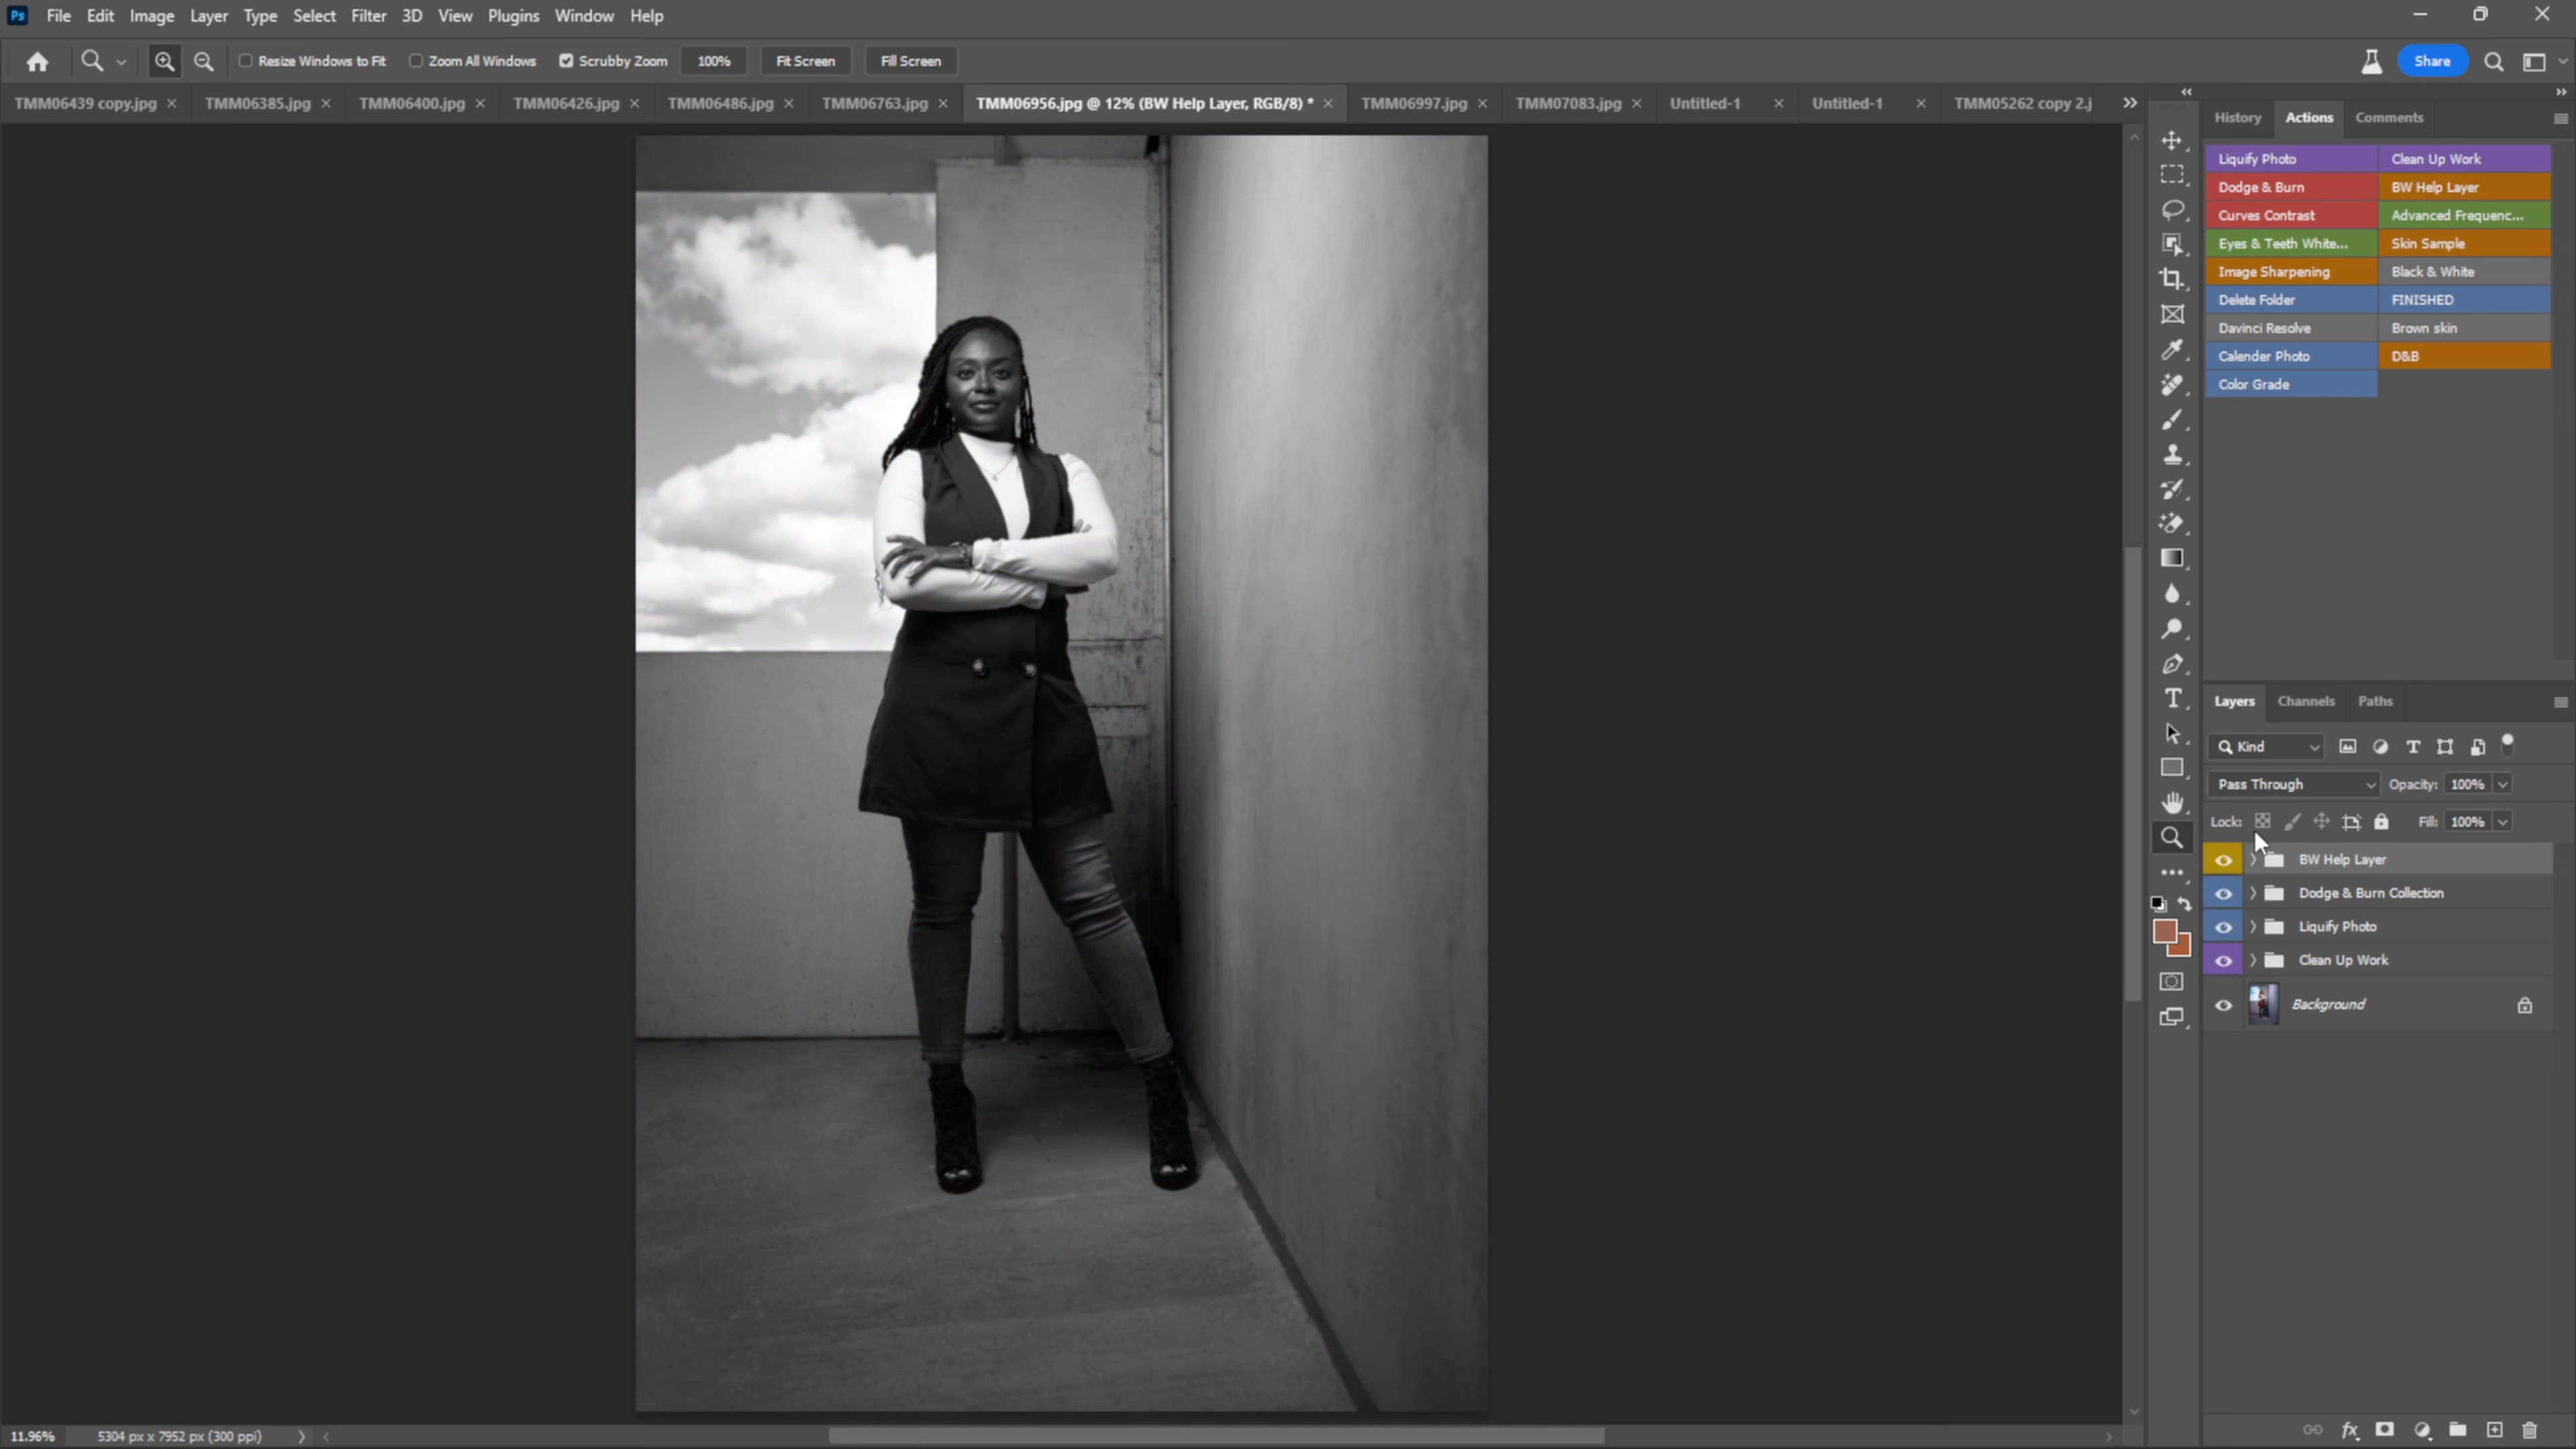 Ps File Edit Image Layer Type Select Filter 3D View Plugins Window Help
Resize Windows to Fit Zoom All Windows Scrubby Zoom 100% Fit Screen Fill Screen Share
TMM06439 copy.jpg TMM06385.jpg TMM06400.jpg TMM06426.jpg TMM06486.jpg TMM06763.jpg TMM06956.jpg @ 12% (BW Help Layer, RGB/8) * TMM06997.jpg TMM07083.jpg Untitled-1 Untitled-1 TMM05262 copy 2.j
History Actions Comments
Liquify Photo Clean Up Work
Dodge & Burn BW Help Layer
Curves Contrast Advanced Frequenc...
Eyes & Teeth White... Skin Sample
Image Sharpening Black & White
Delete Folder FINISHED
Davinci Resolve Brown skin
Calender Photo D&B
Color Grade
Layers Channels Paths
Kind
Pass Through Opacity: 100%
Lock: Fill: 100%
BW Help Layer
Dodge & Burn Collection
Liquify Photo
Clean Up Work
Background
11.96% 5304 px x 7952 px (300 ppi)